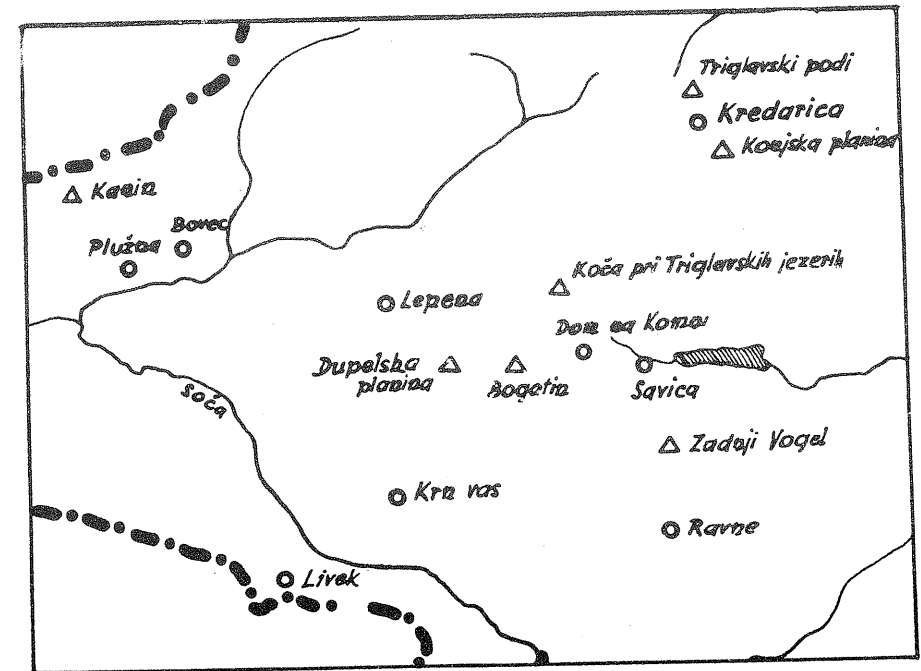 Triglavski podi
Kredarica
Konjska planina
Kanin
Bovec
Plužna
Koča pri Triglavskih jezerih
Lepena
Dom na Komni
Dupelsha
planina
Bogatin
Savica
Soča
Zadnji Vogel
Krn vas
Ravne
Livek